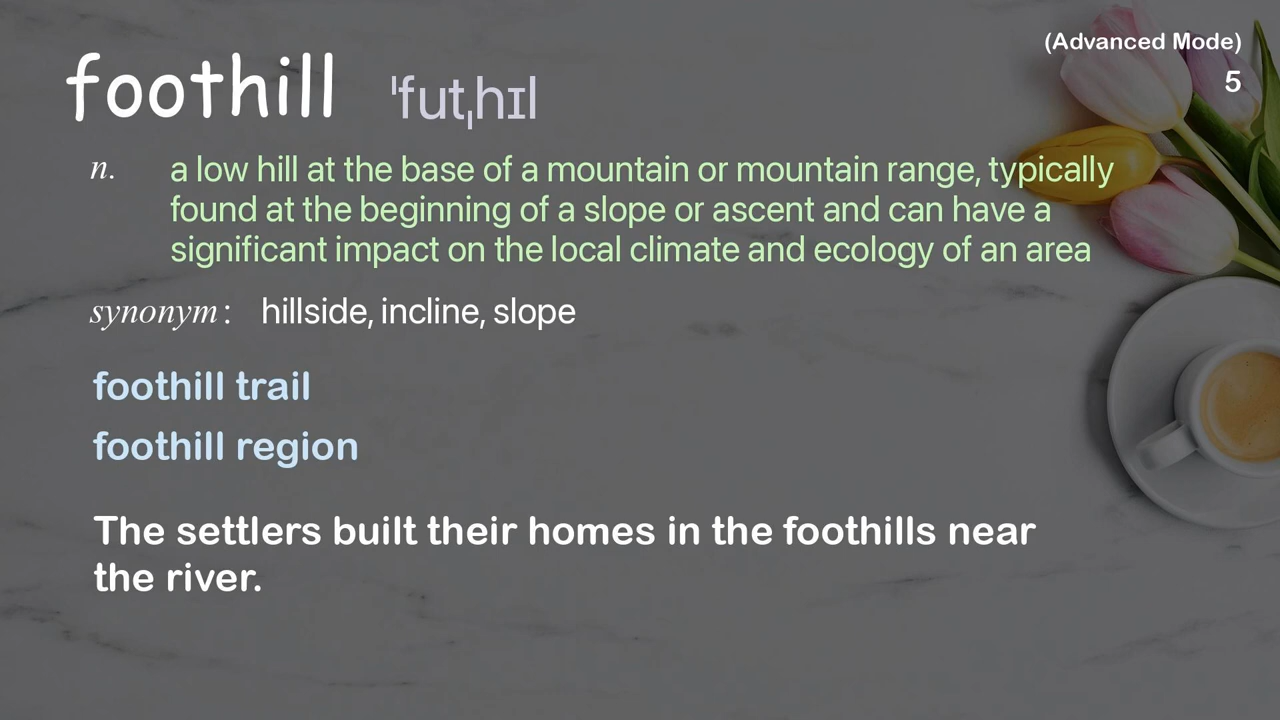 (Advanced Mode)
5
foothill ˈfutˌhɪl
n. a low hill at the base of a mountain or mountain range, typically
found at the beginning of a slope or ascent and can have a
significant impact on the local climate and ecology of an area
synonym: hillside, incline, slope
foothill trail
foothill region
The settlers built their homes in the foothills near
the river.